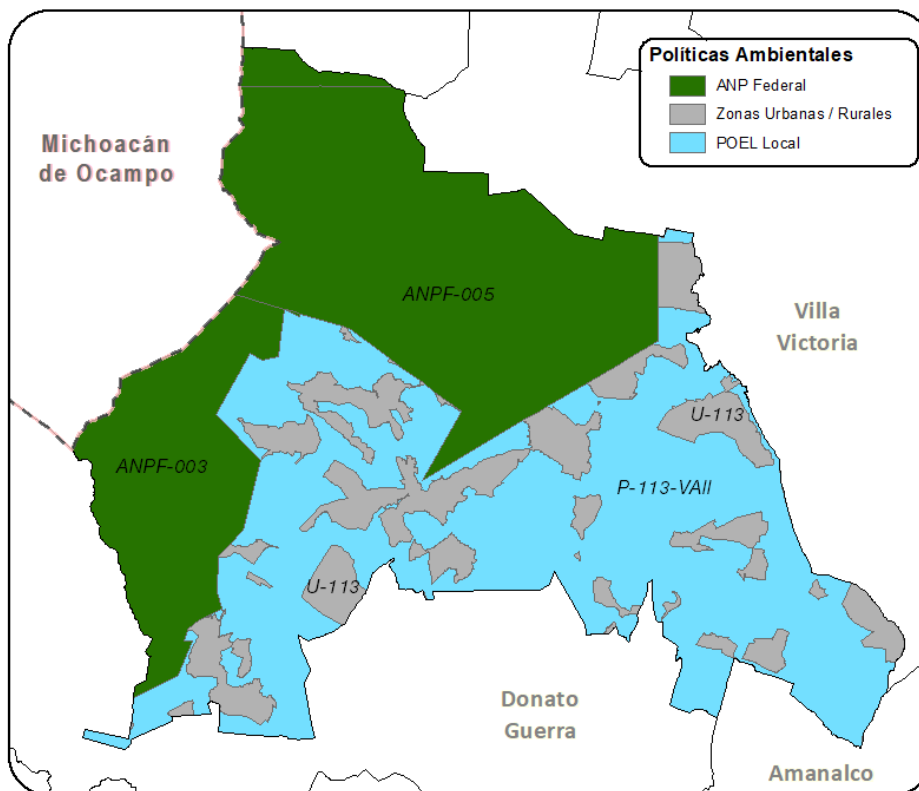 Políticas Ambientales
ANP Federal
Zonas Urbanas / Rurales
POEL Local
Michoacán
de Ocampo
ANPF-005
Villa
Victoria
U-113
ANPF-003
P-113-VAII
U-113
Donato
Guerra
Amanalco